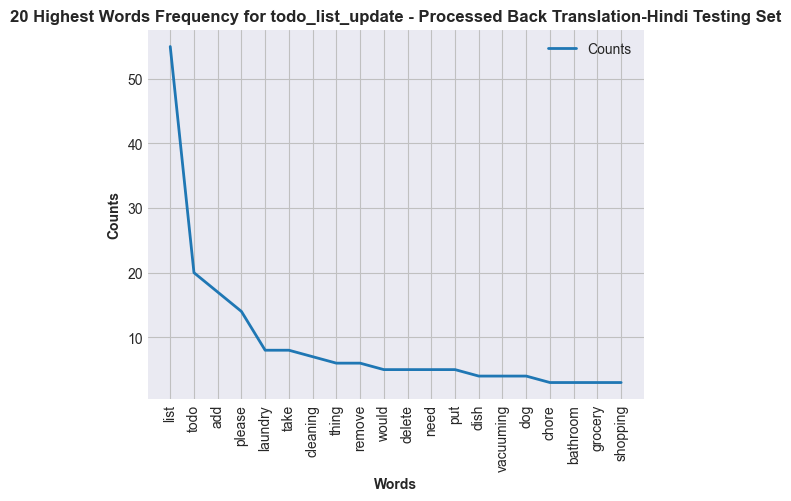 20 Highest Words Frequency for todo_list_update - Processed Back Translation-Hindi Testing Set
Counts
50
40
30
20
10
Counts
list
todo
add
please
laundry
take
cleaning
thing
remove
would
delete
need
put
dish
vacuuming
dog
chore
bathroom
grocery
shopping
Words